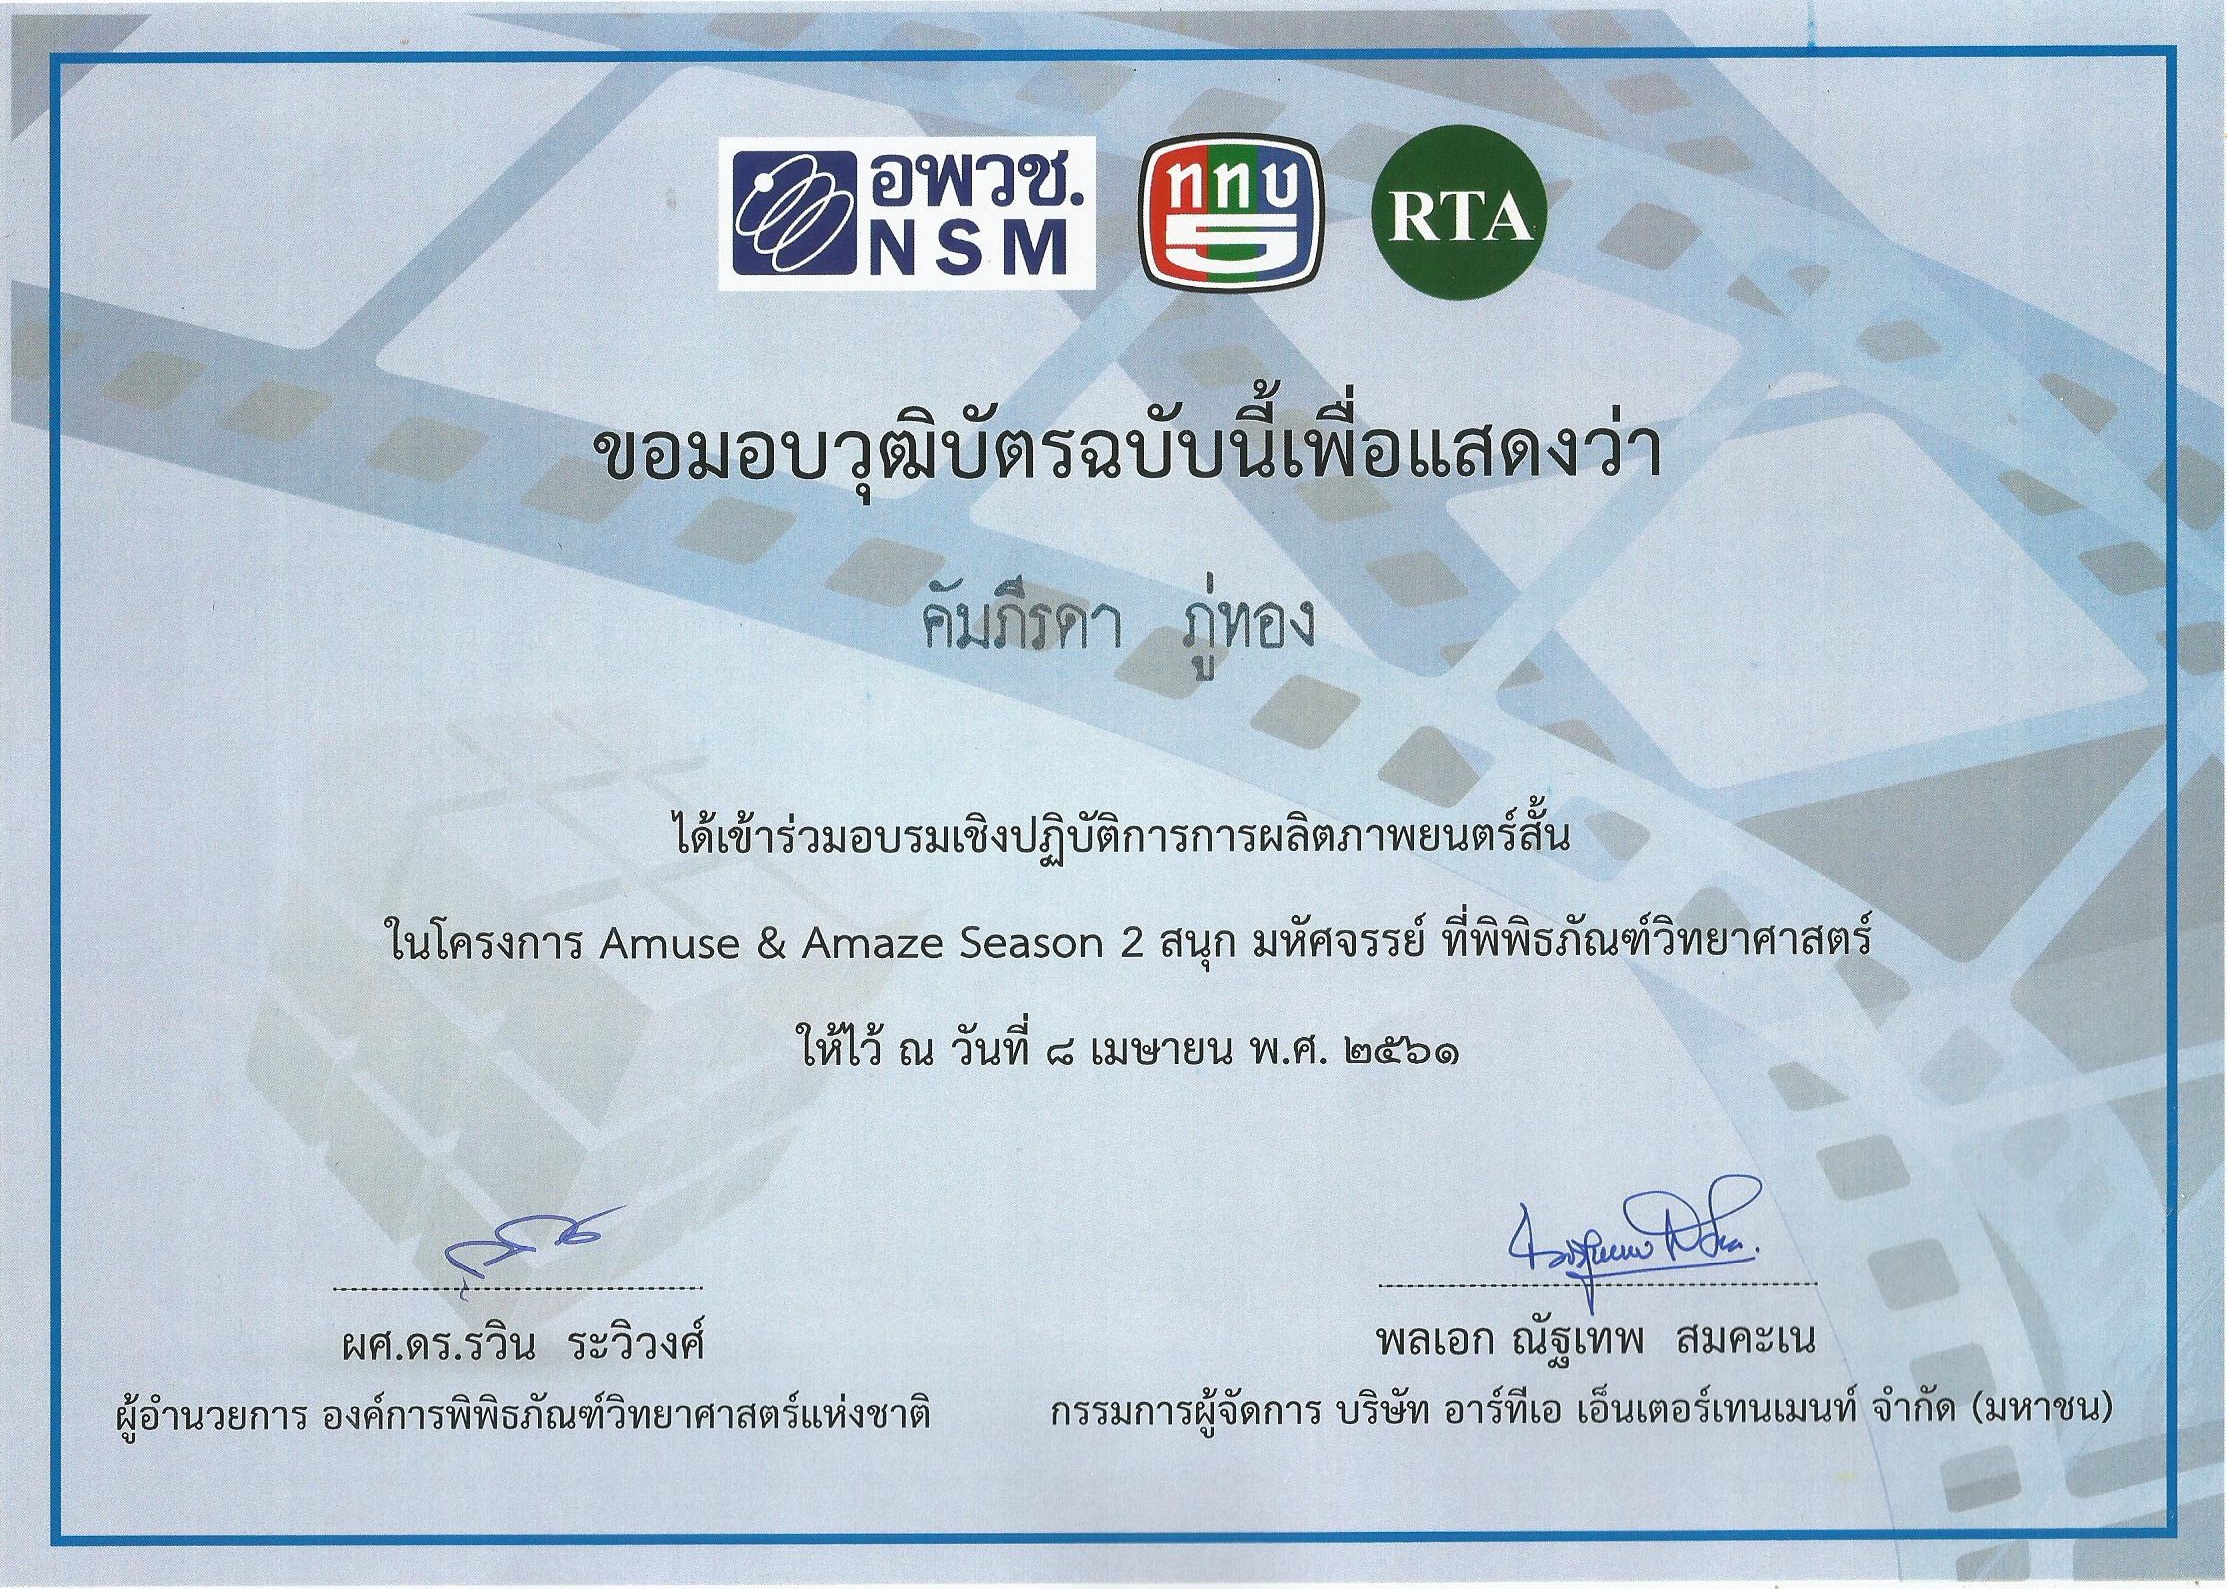 อพวช.
NSM
ททบ
5
RTA
ขอมอบวุฒิบัตรฉบับนี้เพื่อแสดงว่า
คัมภีรดา ภู่ทอง
ได้เข้าร่วมอบรมเชิงปฏิบัติการการผลิตภาพยนตร์สั้น
ในโครงการ Amuse & Amaze Season 2 สนุก มหัศจรรย์ ที่พิพิธภัณฑ์วิทยาศาสตร์
ให้ไว้ ณ วันที่ ๘ เมษายน พ.ศ. ๒๕๖๑
ผศ.ดร.รวิน ระวิวงศ์
ผู้อำนวยการ องค์การพิพิธภัณฑ์วิทยาศาสตร์แห่งชาติ
พลเอก ณัฐเทพ สมคะเน
กรรมการผู้จัดการ บริษัท อาร์ทีเอ เอ็นเตอร์เทนเมนท์ จำกัด (มหาชน)